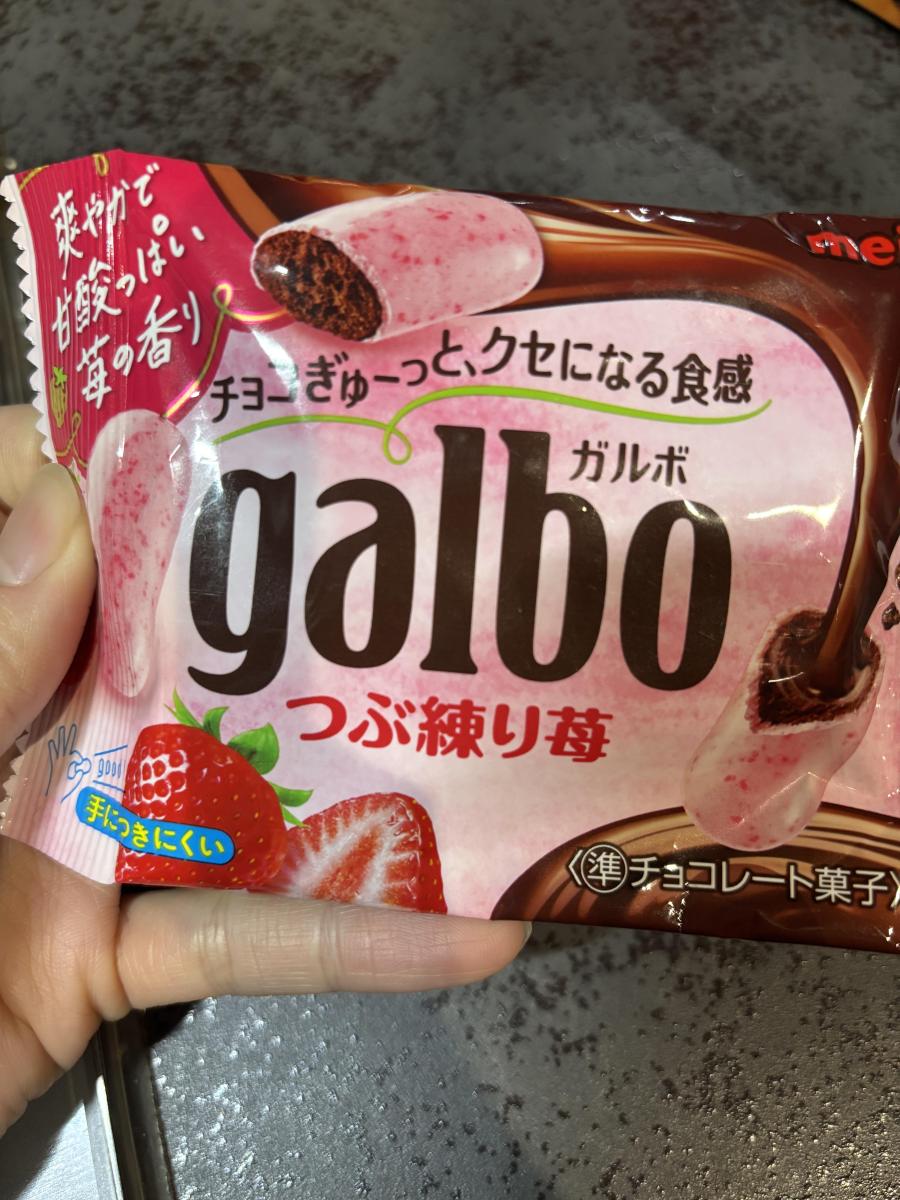 爽やかで
甘酸っぱい
苺の香り
mei
チョコぎゅーっと、クセになる食感
ガルボ
galbo
つぶ練り苺
good
手につきにくい
〈準チョコレート菓子〉